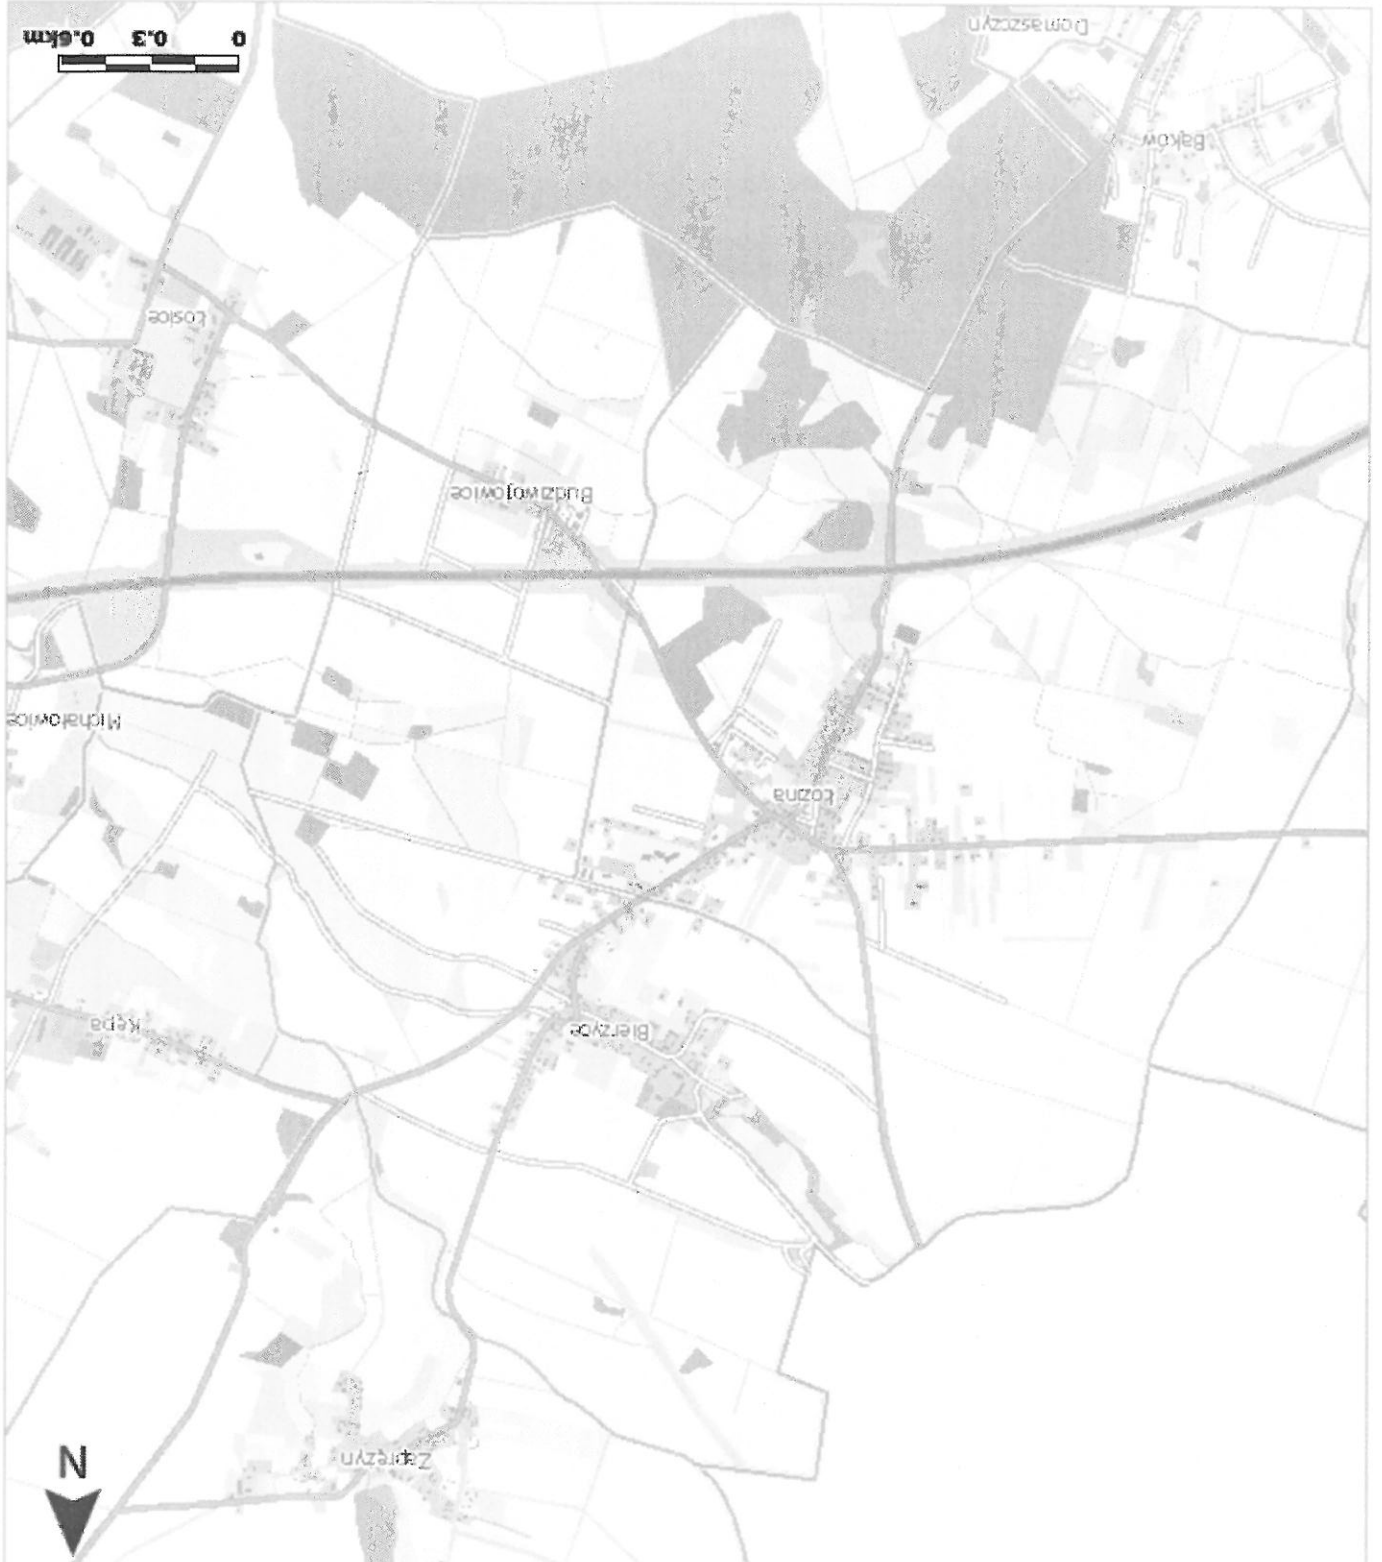 N
Zaprężyn
Bierzyce
Kępa
Łozina
Michałowice
Budziwojowice
Łosice
Bąków
Domaszczyn
0 0.3 0.6km